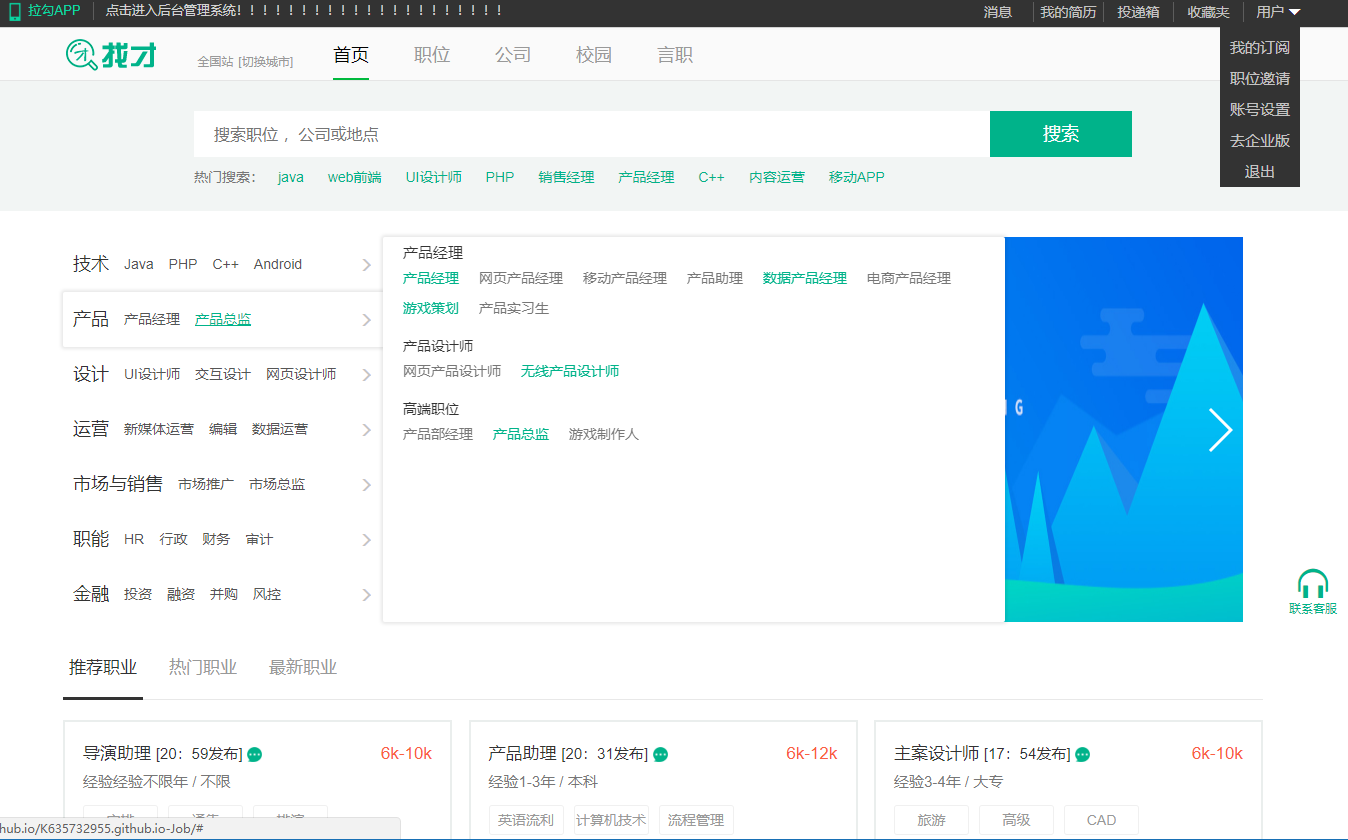 拉勾APP 点击进入后台管理系统！！！！！！！！！！！！！！！！！！！！！ 消息 我的简历 投递箱 收藏夹 用户
找才 全国站 [切换城市] 首页 职位 公司 校园 言职
我的订阅
职位邀请
账号设置
去企业版
退出
搜索职位 ，公司或地点 搜索
热门搜索： java web前端 UI设计师 PHP 销售经理 产品经理 C++ 内容运营 移动APP
技术 Java PHP C++ Android
产品 产品经理 产品总监
设计 UI设计师 交互设计 网页设计师
运营 新媒体运营 编辑 数据运营
市场与销售 市场推广 市场总监
职能 HR 行政 财务 审计
金融 投资 融资 并购 风控
产品经理
产品经理 网页产品经理 移动产品经理 产品助理 数据产品经理 电商产品经理
游戏策划 产品实习生
产品设计师
网页产品设计师 无线产品设计师
高端职位
产品部经理 产品总监 游戏制作人
G
联系客服
推荐职业 热门职业 最新职业
导演助理 [20：59发布] 6k-10k
经验经验不限年 / 不限
产品助理 [20：31发布] 6k-12k
经验1-3年 / 本科
英语流利 计算机技术 流程管理
主案设计师 [17：54发布] 6k-10k
经验3-4年 / 大专
旅游 高级 CAD
hub.io/K635732955.github.io-Job/#